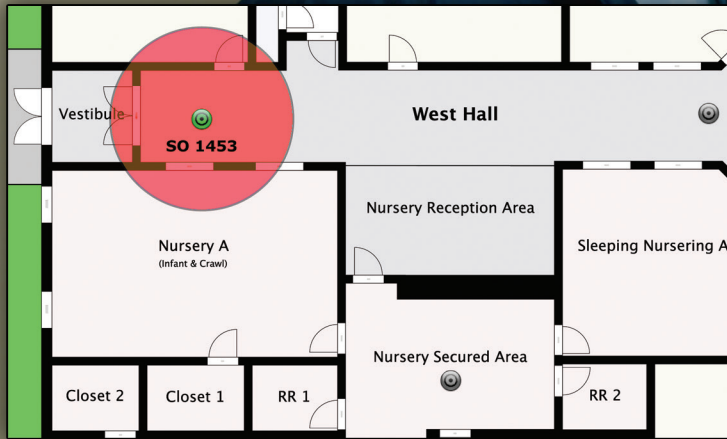 Vestibule
SO 1453
West Hall
Nursery Reception Area
Nursery A
(Infant & Crawl)
Sleeping Nursering A
Nursery Secured Area
Closet 2
Closet 1
RR 1
RR 2